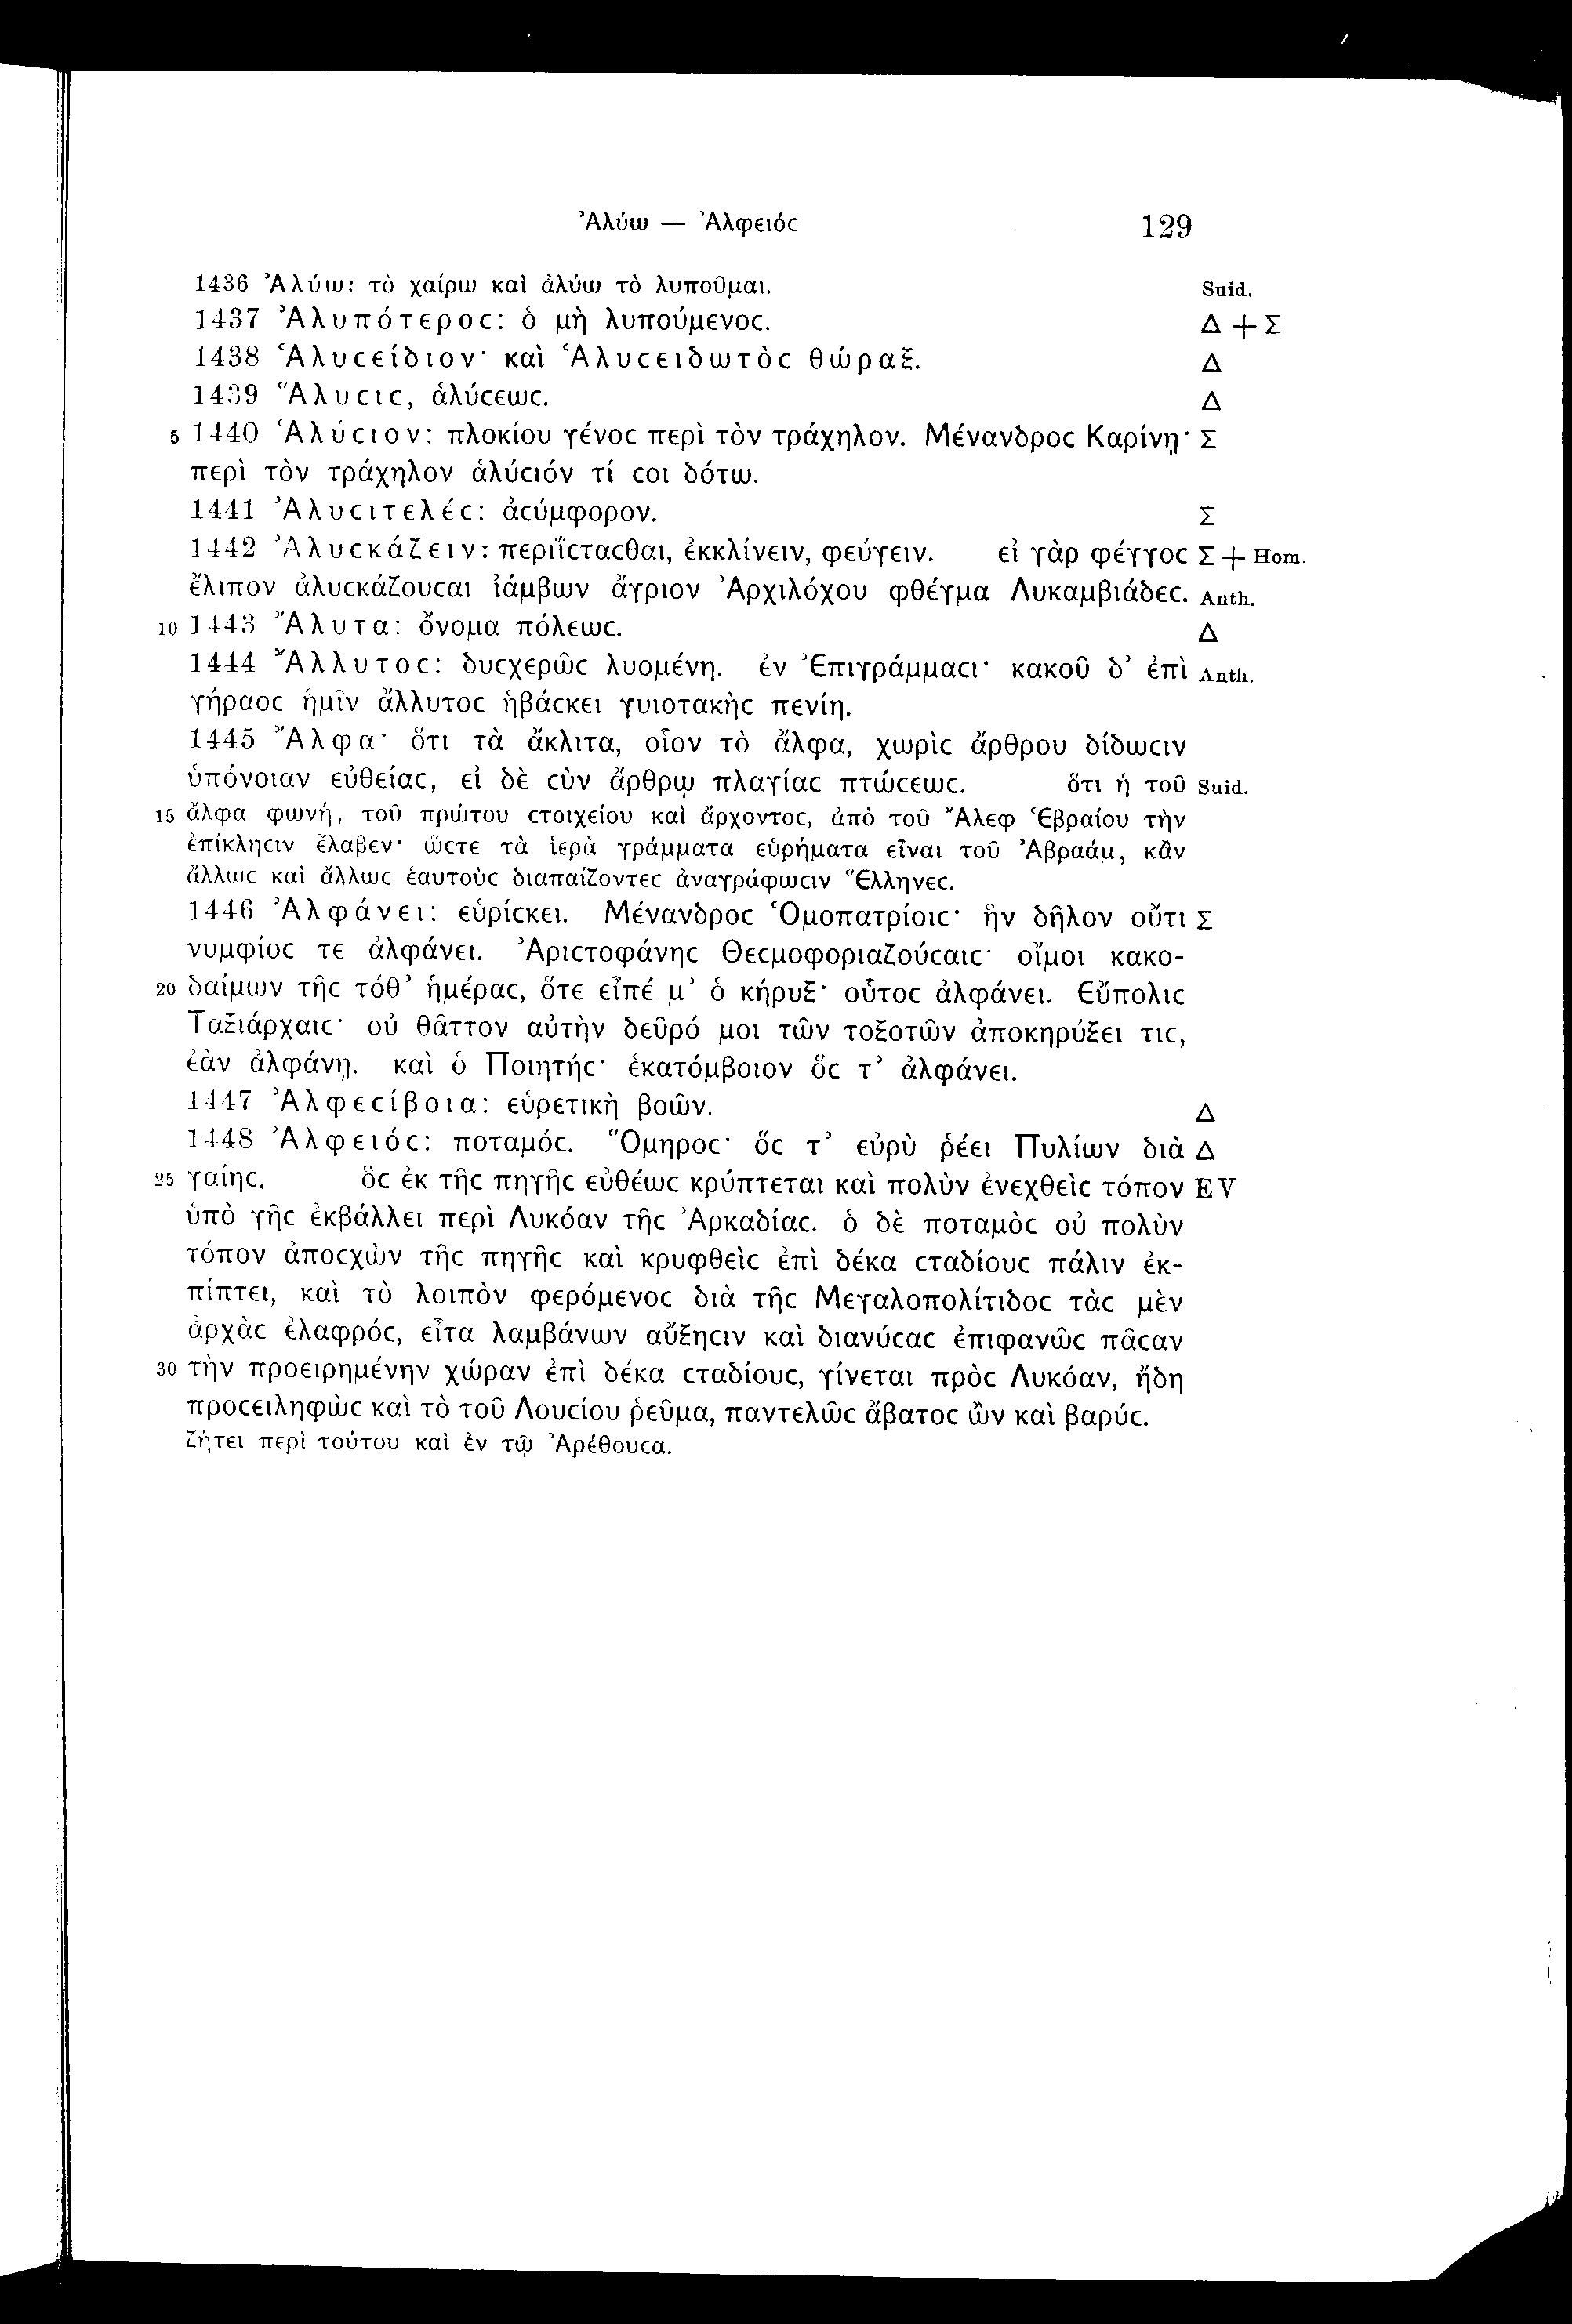 Ἀλύω — Ἀλφειός 129
1436 Ἀλύω: τὸ χαίρω καὶ ἀλύω τὸ λυποῦμαι. Suid.
1437 Ἀλυπότεροϲ: ὁ μὴ λυπούμενοϲ. Δ + Σ
1438 Ἁλυϲείδιον· καὶ Ἁλυϲειδωτὸϲ θώραξ. Δ
1439 Ἅλυϲιϲ, ἁλύϲεωϲ. Δ
5 1440 Ἁλύϲιον: πλοκίου γένοϲ περὶ τὸν τράχηλον. Μένανδροϲ Καρίνῃ· Σ
περὶ τὸν τράχηλον ἁλύϲιόν τί ϲοι δότω.
1441 Ἀλυϲιτελέϲ: ἀϲύμφορον. Σ
1442 Ἀλυϲκάζειν: περιΐϲταϲθαι, ἐκκλίνειν, φεύγειν. εἰ γὰρ φέγγοϲ Σ + Hom.
ἔλιπον ἀλυϲκάζουϲαι ἰάμβων ἄγριον Ἀρχιλόχου φθέγμα Λυκαμβιάδεϲ. Anth.
10 1443 Ἄλυτα: ὄνομα πόλεωϲ. Δ
1444 Ἄλλυτοϲ: δυϲχερῶϲ λυομένη. ἐν Ἐπιγράμμαϲι· κακοῦ δ’ ἐπὶ Anth.
γήραοϲ ἡμῖν ἄλλυτοϲ ἡβάϲκει γυιοτακὴϲ πενίη.
1445 Ἄλφα· ὅτι τὰ ἄκλιτα, οἷον τὸ ἄλφα, χωρὶϲ ἄρθρου δίδωϲιν
ὑπόνοιαν εὐθείαϲ, εἰ δὲ ϲὺν ἄρθρῳ πλαγίαϲ πτώϲεωϲ. ὅτι ἡ τοῦ Suid.
15 ἄλφα φωνή, τοῦ πρώτου ϲτοιχείου καὶ ἄρχοντοϲ, ἀπὸ τοῦ Ἄλεφ Ἑβραίου τὴν
ἐπίκληϲιν ἔλαβεν· ὥϲτε τὰ ἱερὰ γράμματα εὑρήματα εἶναι τοῦ Ἀβραάμ, κἂν
ἄλλωϲ καὶ ἄλλωϲ ἑαυτοὺϲ διαπαίζοντεϲ ἀναγράφωϲιν Ἕλληνεϲ.
1446 Ἀλφάνει: εὑρίϲκει. Μένανδροϲ Ὁμοπατρίοιϲ· ἢν δῆλον οὔτι Σ
νυμφίοϲ τε ἀλφάνει. Ἀριϲτοφάνηϲ Θεϲμοφοριαζούϲαιϲ· οἴμοι κακο-
20 δαίμων τῆϲ τόθ’ ἡμέραϲ, ὅτε εἶπέ μ’ ὁ κήρυξ· οὗτοϲ ἀλφάνει. Εὔπολιϲ
Ταξιάρχαιϲ· οὐ θᾶττον αὐτὴν δεῦρό μοι τῶν τοξοτῶν ἀποκηρύξει τιϲ,
ἐὰν ἀλφάνῃ. καὶ ὁ Ποιητήϲ· ἑκατόμβοιον ὅϲ τ’ ἀλφάνει.
1447 Ἀλφεϲίβοια: εὑρετικὴ βοῶν. Δ
1448 Ἀλφειόϲ: ποταμόϲ. Ὅμηροϲ· ὅϲ τ’ εὐρὺ ῥέει Πυλίων διὰ Δ
25 γαίηϲ. ὃϲ ἐκ τῆϲ πηγῆϲ εὐθέωϲ κρύπτεται καὶ πολὺν ἐνεχθεὶϲ τόπον EV
ὑπὸ γῆϲ ἐκβάλλει περὶ Λυκόαν τῆϲ Ἀρκαδίαϲ. ὁ δὲ ποταμὸϲ οὐ πολὺν
τόπον ἀποϲχὼν τῆϲ πηγῆϲ καὶ κρυφθεὶϲ ἐπὶ δέκα ϲταδίουϲ πάλιν ἐκ-
πίπτει, καὶ τὸ λοιπὸν φερόμενοϲ διὰ τῆϲ Μεγαλοπολίτιδοϲ τὰϲ μὲν
ἀρχὰϲ ἐλαφρόϲ, εἶτα λαμβάνων αὔξηϲιν καὶ διανύϲαϲ ἐπιφανῶϲ πᾶϲαν
30 τὴν προειρημένην χώραν ἐπὶ δέκα ϲταδίουϲ, γίνεται πρὸϲ Λυκόαν, ἤδη
προϲειληφὼϲ καὶ τὸ τοῦ Λουϲίου ῥεῦμα, παντελῶϲ ἄβατοϲ ὢν καὶ βαρύϲ.
Ζήτει περὶ τούτου καὶ ἐν τῷ Ἀρέθουϲα.